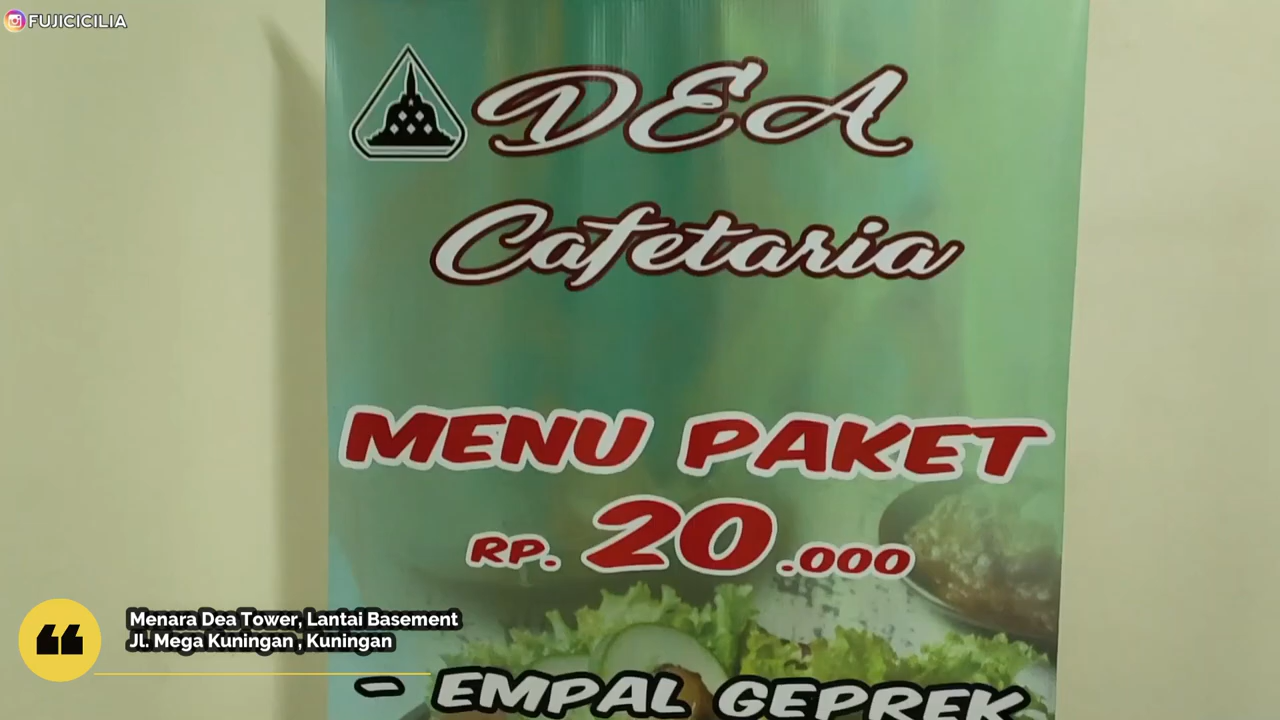 FUJICICILIA
DEA
Cafetaria
MENU PAKET
RP. 20.000
- EMPAL GEPREK
Menara Dea Tower, Lantai Basement
Jl. Mega Kuningan , Kuningan